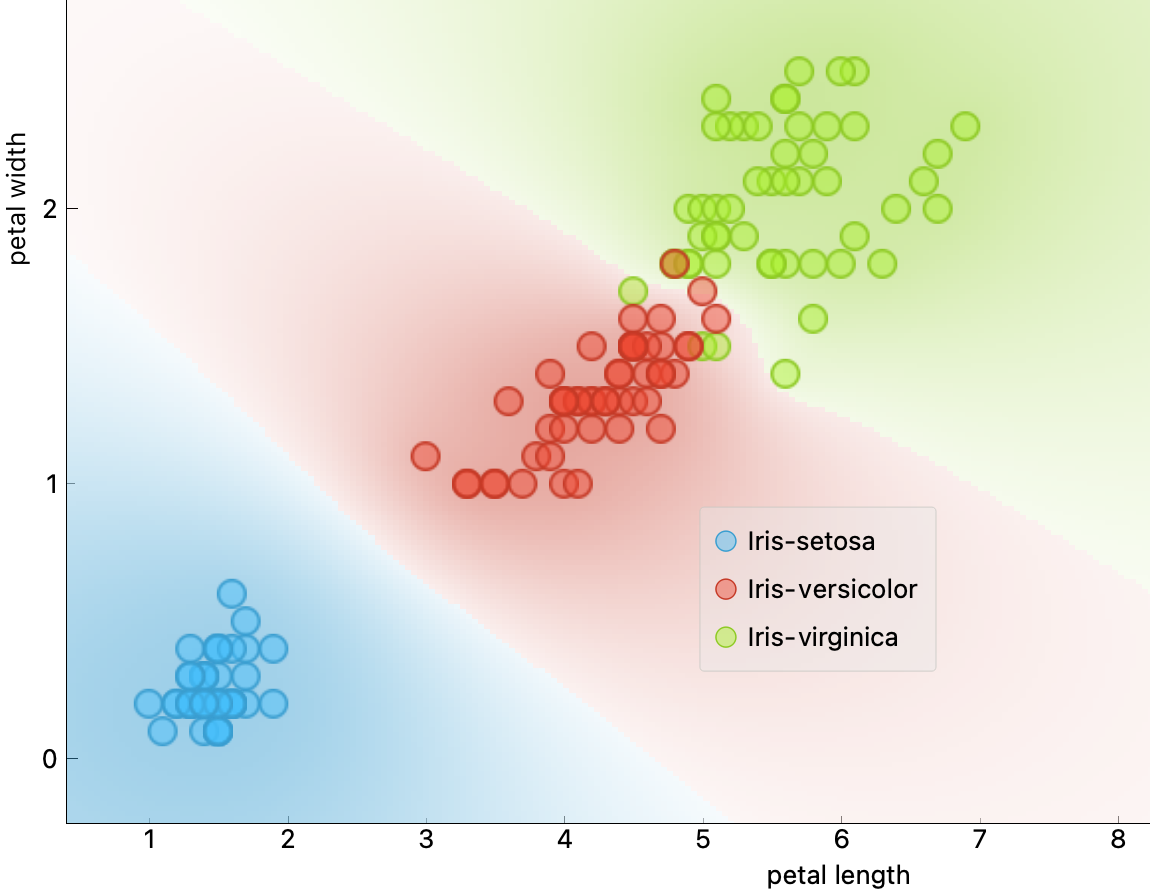 petal width
2
1
0
Iris-setosa
Iris-versicolor
Iris-virginica
1 2 3 4 5 6 7 8
petal length